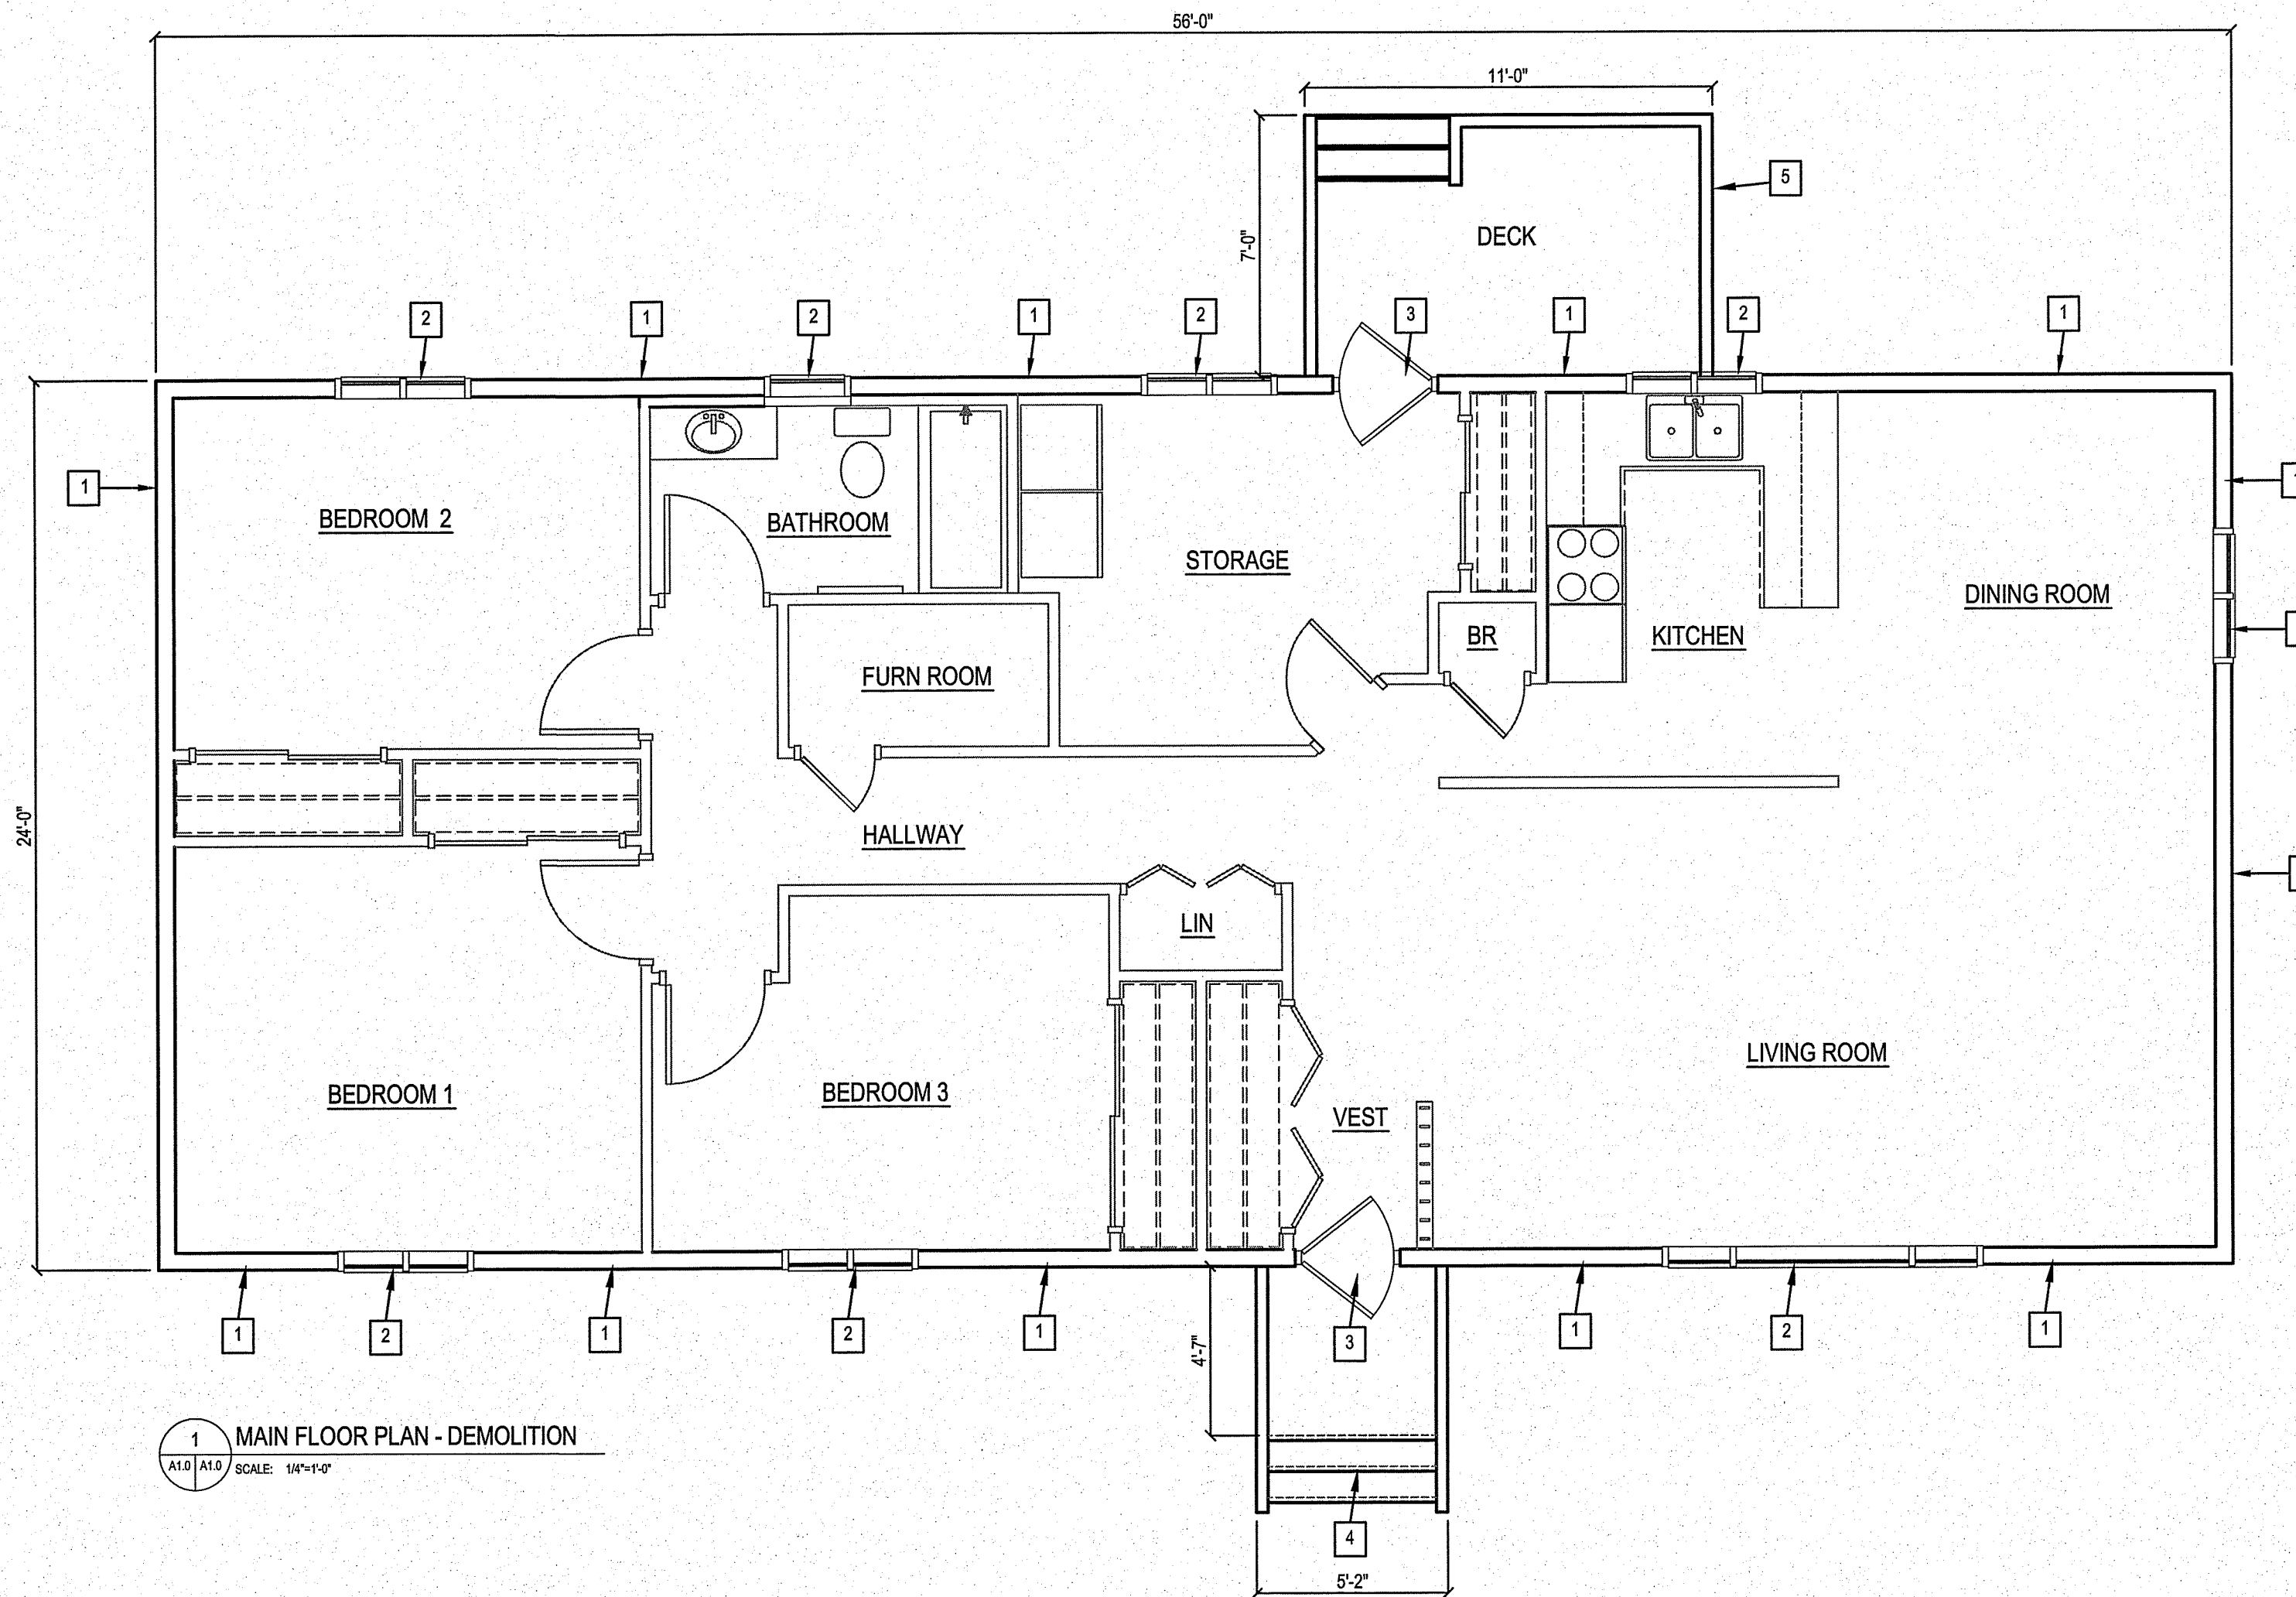 56'-0"
11'-0"
5
7'-0"
DECK
2
1
2
1
2
3
1
2
1
1
BEDROOM 2
BATHROOM
STORAGE
DINING ROOM
BR
KITCHEN
FURN ROOM
24'-0"
HALLWAY
LIN
LIVING ROOM
BEDROOM 1
BEDROOM 3
VEST
1
2
1
2
1
3
1
2
1
4'-7"
1
MAIN FLOOR PLAN - DEMOLITION
A1.0
A1.0
SCALE: 1/4"=1'-0"
4
5'-2"